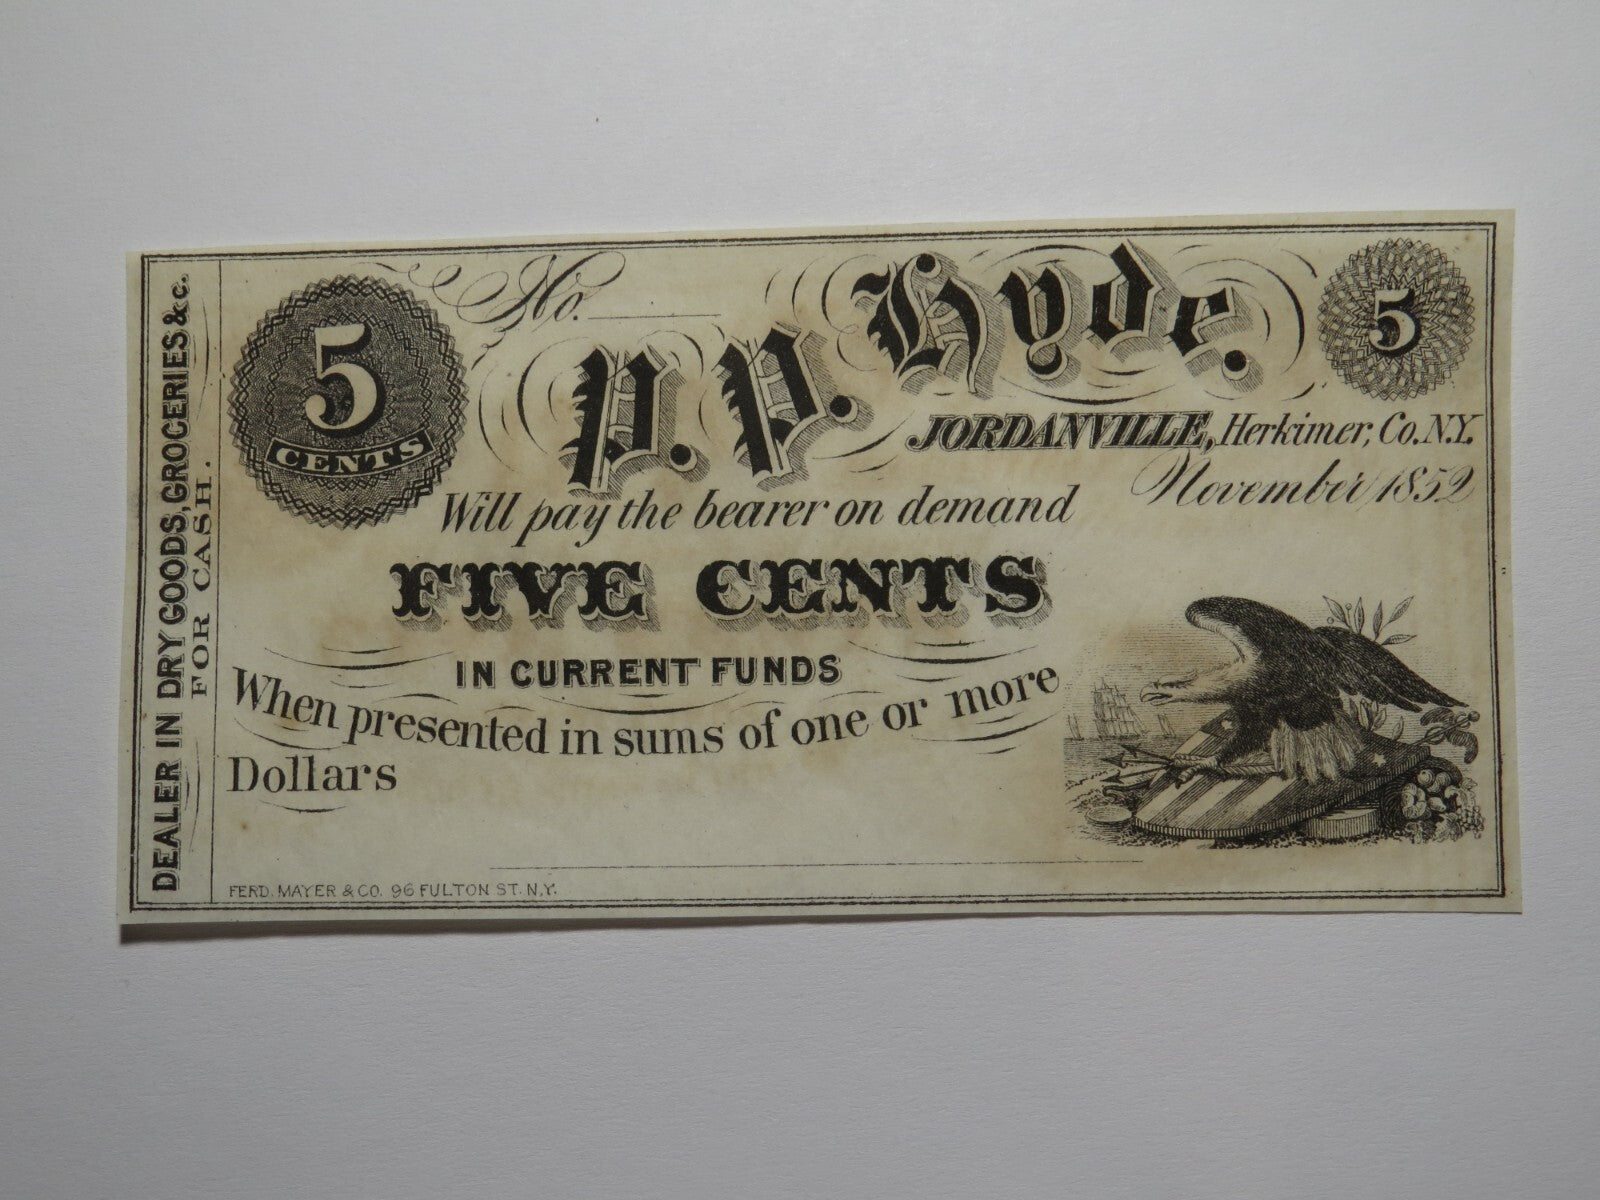 DEALER IN DRY GOODS, GROCERIES &c.
FOR CASH.
5
CENTS
No.
P. P. Hyde.
5
JORDANVILLE, Herkimer, Co. N.Y.
November 1852
Will pay the bearer on demand
FIVE CENTS
IN CURRENT FUNDS
When presented in sums of one or more
Dollars
FERD. MAYER & CO. 96 FULTON ST. N.Y.